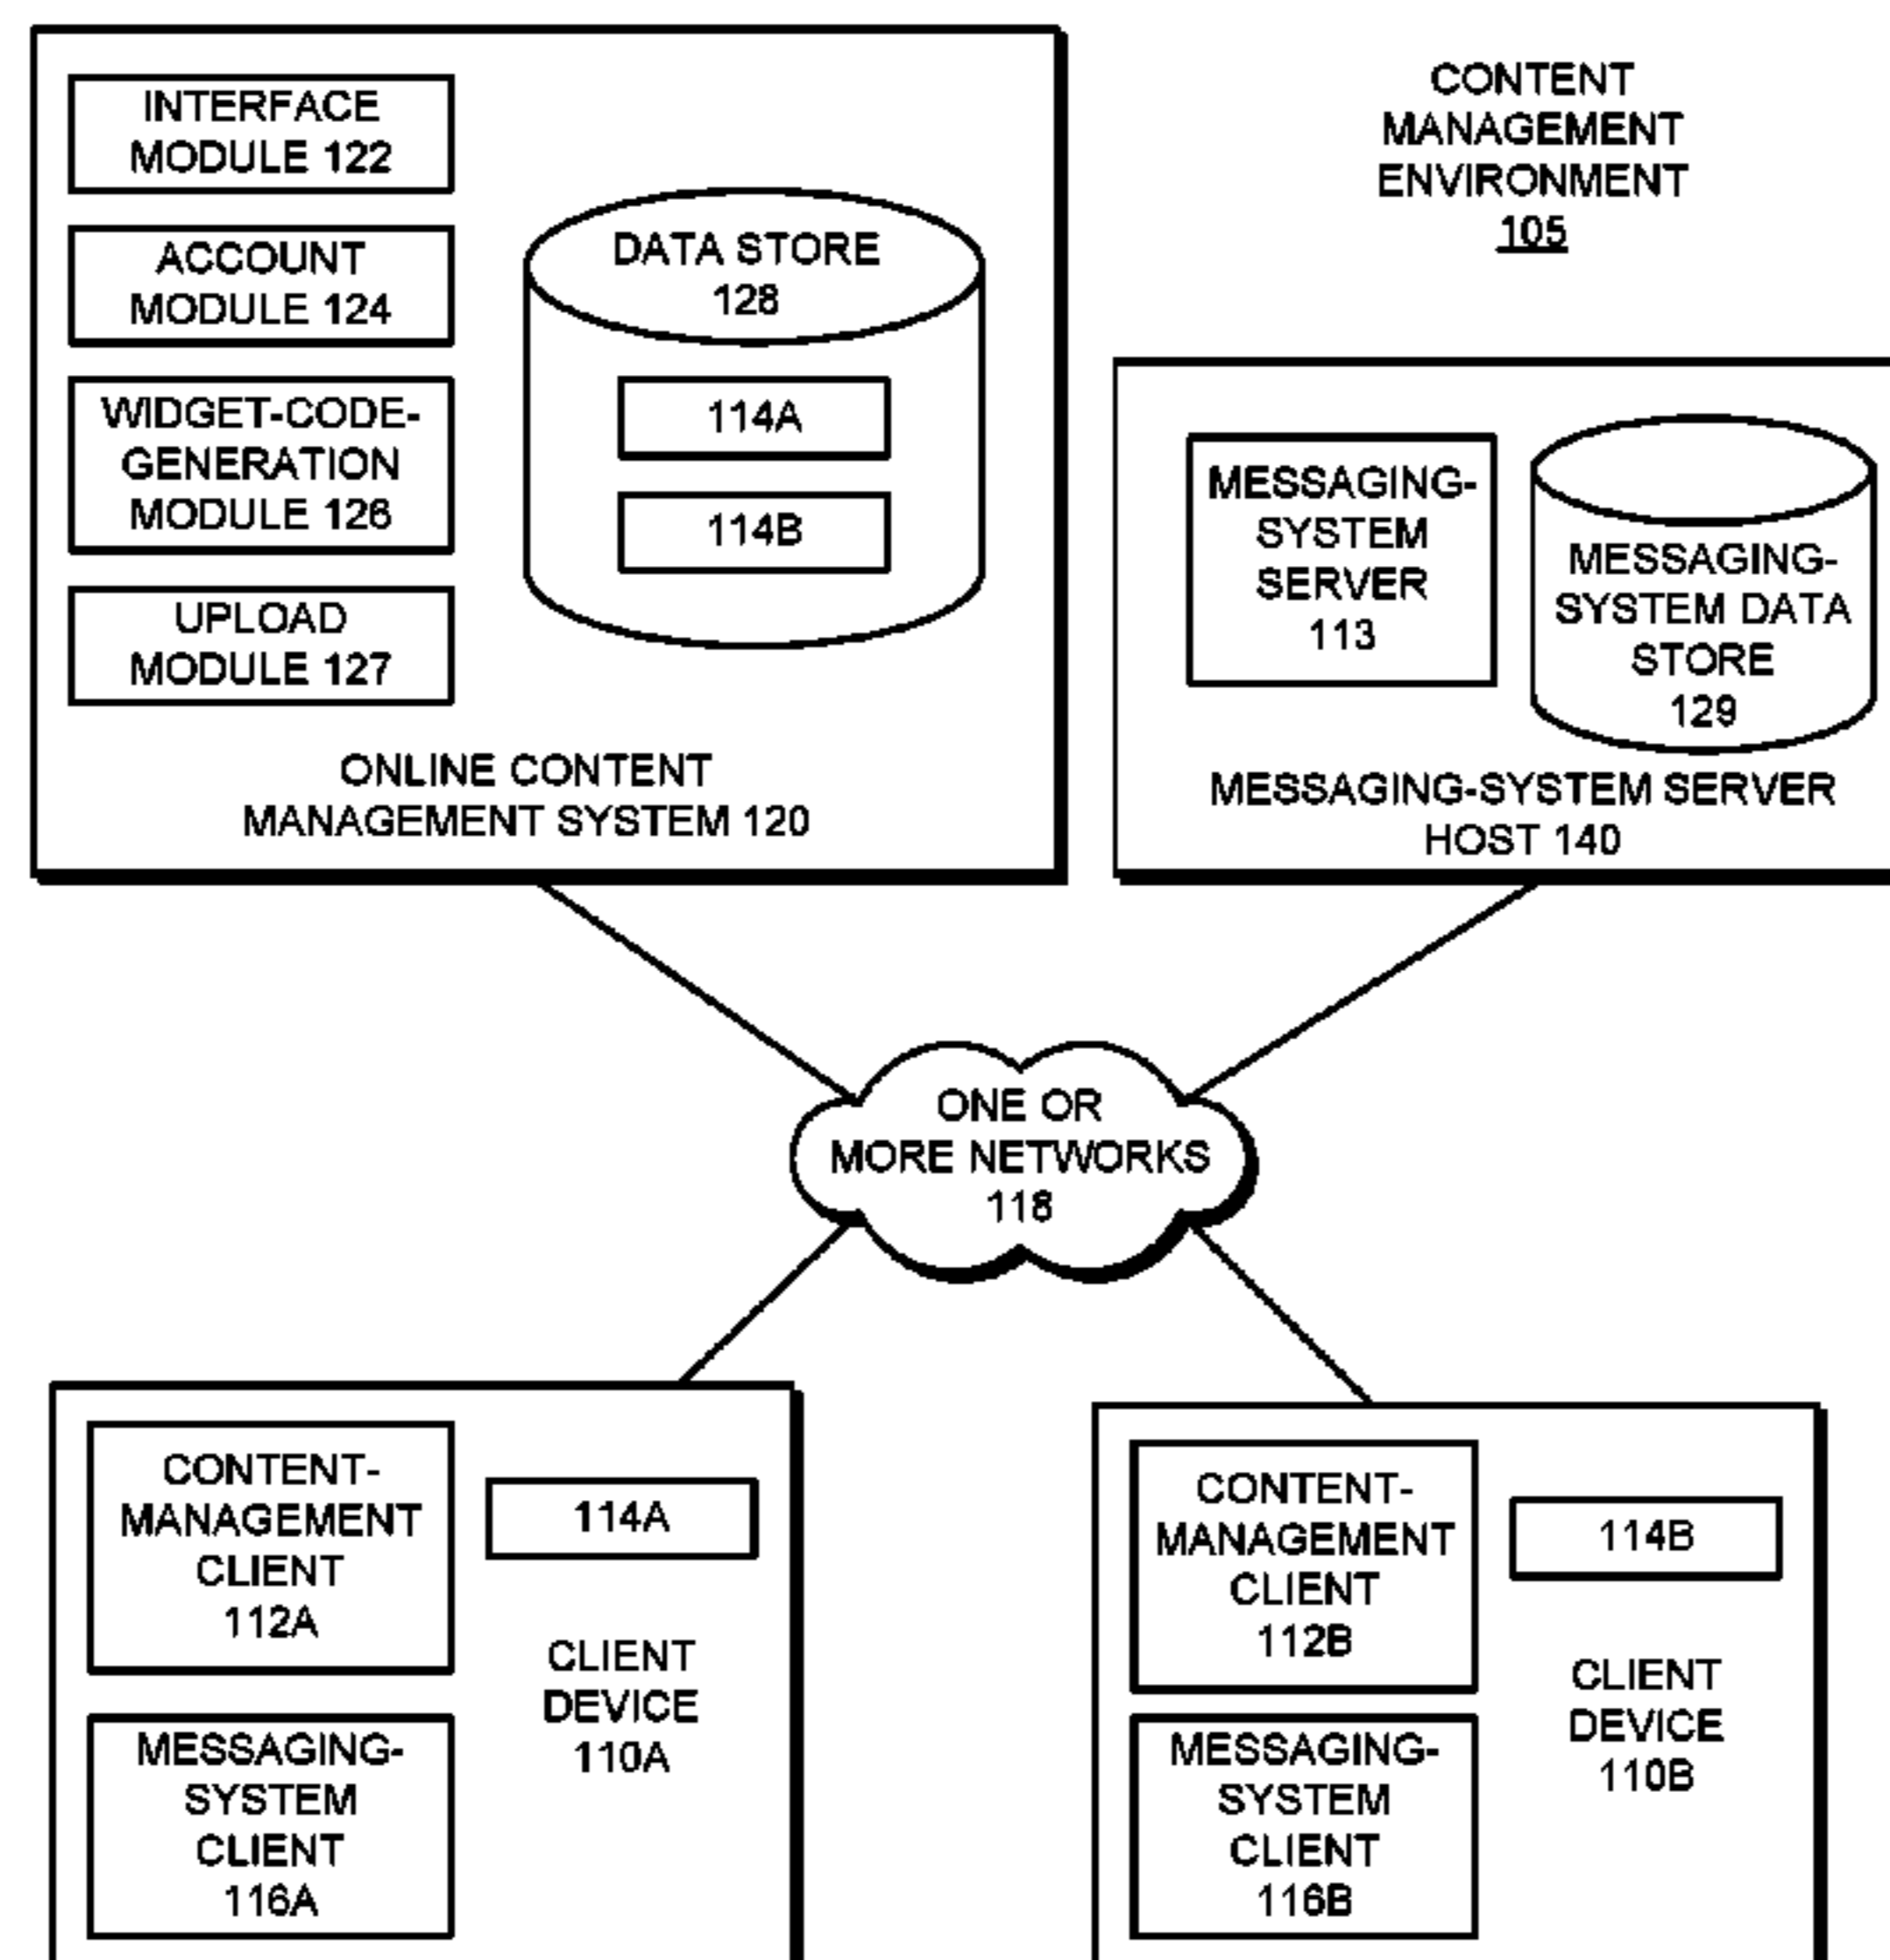 INTERFACE
MODULE 122
ACCOUNT
MODULE 124
WIDGET-CODE-
GENERATION
MODULE 126
UPLOAD
MODULE 127
DATA STORE
128
114A
114B
ONLINE CONTENT
MANAGEMENT SYSTEM 120
CONTENT
MANAGEMENT
ENVIRONMENT
105
MESSAGING-
SYSTEM
SERVER
113
MESSAGING-
SYSTEM DATA
STORE
129
MESSAGING-SYSTEM SERVER
HOST 140
ONE OR
MORE NETWORKS
118
CONTENT-
MANAGEMENT
CLIENT
112A
114A
CLIENT
DEVICE
110A
MESSAGING-
SYSTEM
CLIENT
116A
CONTENT-
MANAGEMENT
CLIENT
112B
114B
CLIENT
DEVICE
110B
MESSAGING-
SYSTEM
CLIENT
116B